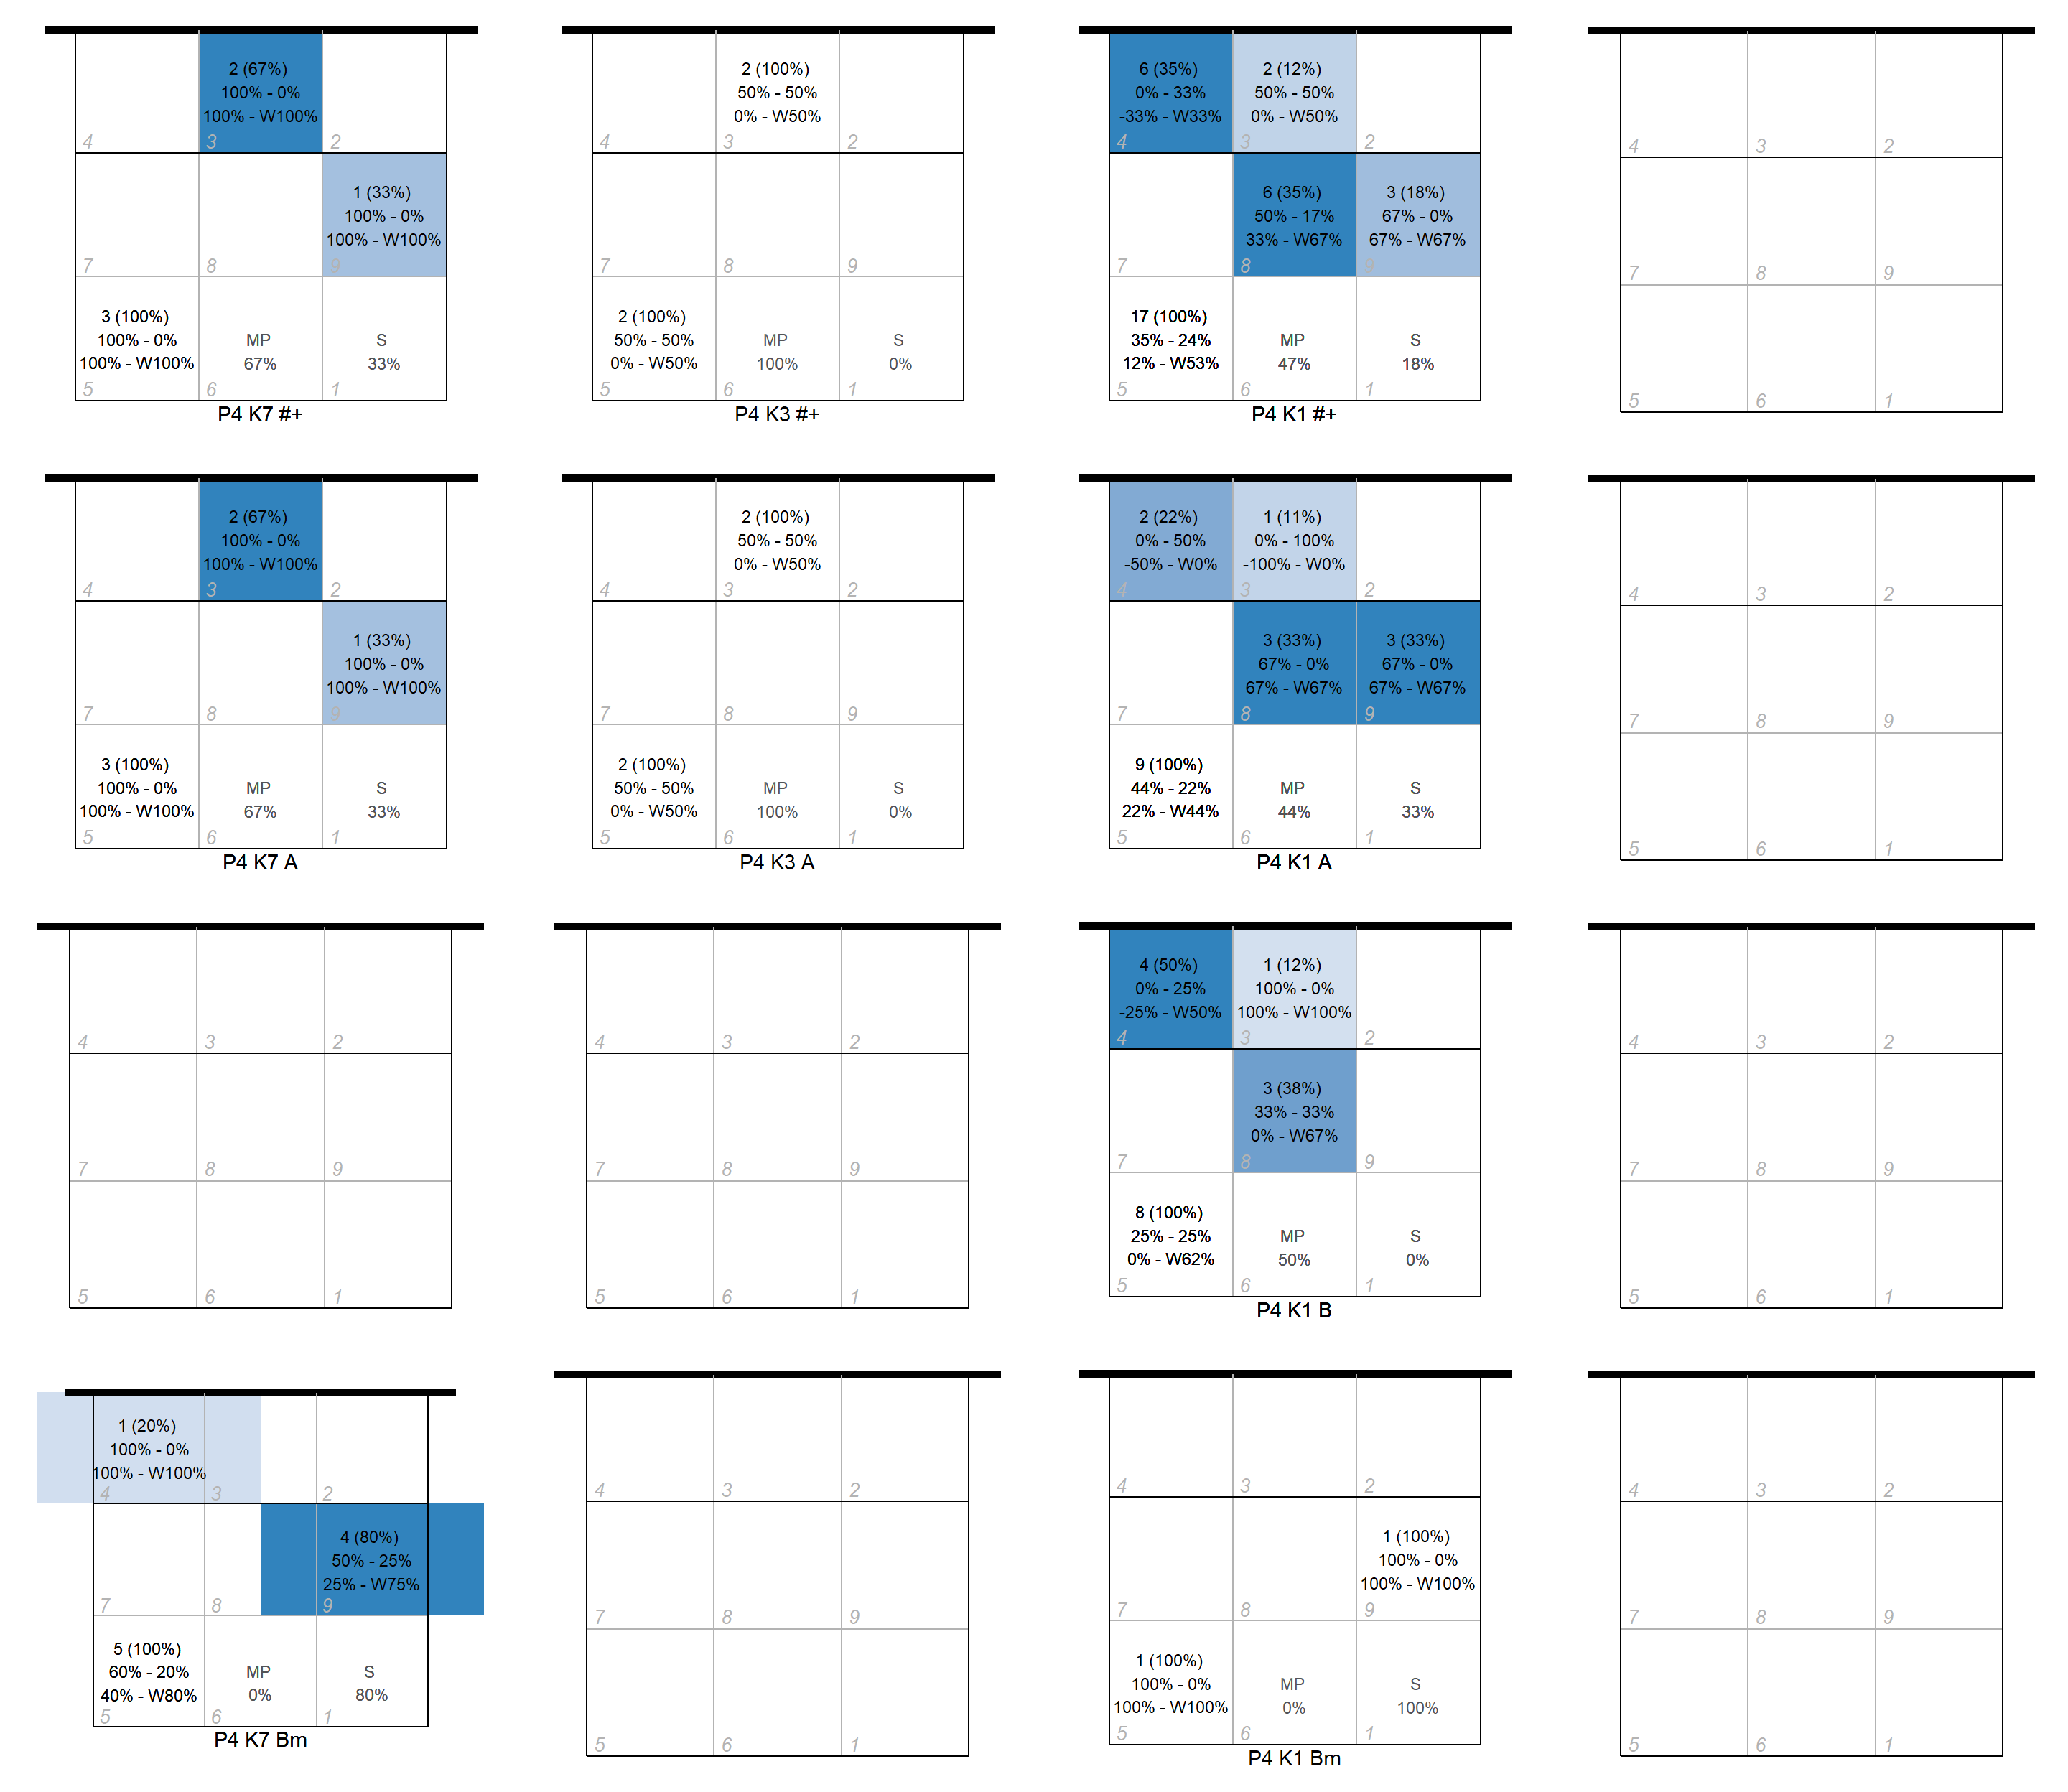 2 (67%)
100% - 0%
100% - W100%
4
3
2
1 (33%)
100% - 0%
100% - W100%
7
8
9
3 (100%)
100% - 0%
100% - W100%
MP
67%
S
33%
5
6
1
P4 K7 #+
2 (100%)
50% - 50%
0% - W50%
4
3
2
7
8
9
2 (100%)
50% - 50%
0% - W50%
MP
100%
S
0%
5
6
1
P4 K3 #+
6 (35%)
0% - 33%
-33% - W33%
2 (12%)
50% - 50%
0% - W50%
4
3
2
6 (35%)
50% - 17%
33% - W67%
3 (18%)
67% - 0%
67% - W67%
7
8
9
17 (100%)
35% - 24%
12% - W53%
MP
47%
S
18%
5
6
1
P4 K1 #+
4
3
2
7
8
9
5
6
1
2 (67%)
100% - 0%
100% - W100%
4
3
2
1 (33%)
100% - 0%
100% - W100%
7
8
9
3 (100%)
100% - 0%
100% - W100%
MP
67%
S
33%
5
6
1
P4 K7 A
2 (100%)
50% - 50%
0% - W50%
4
3
2
7
8
9
2 (100%)
50% - 50%
0% - W50%
MP
100%
S
0%
5
6
1
P4 K3 A
2 (22%)
0% - 50%
-50% - W0%
1 (11%)
0% - 100%
-100% - W0%
4
3
2
3 (33%)
67% - 0%
67% - W67%
3 (33%)
67% - 0%
67% - W67%
7
8
9
9 (100%)
44% - 22%
22% - W44%
MP
44%
S
33%
5
6
1
P4 K1 A
4
3
2
7
8
9
5
6
1
4
3
2
7
8
9
5
6
1
4
3
2
7
8
9
5
6
1
4 (50%)
0% - 25%
-25% - W50%
1 (12%)
100% - 0%
100% - W100%
4
3
2
3 (38%)
33% - 33%
0% - W67%
7
8
9
8 (100%)
25% - 25%
0% - W62%
MP
50%
S
0%
5
6
1
P4 K1 B
4
3
2
7
8
9
5
6
1
1 (20%)
100% - 0%
100% - W100%
4
3
2
4 (80%)
50% - 25%
25% - W75%
7
8
9
5 (100%)
60% - 20%
40% - W80%
MP
0%
S
80%
5
6
1
P4 K7 Bm
4
3
2
7
8
9
5
6
1
4
3
2
1 (100%)
100% - 0%
100% - W100%
7
8
9
1 (100%)
100% - 0%
100% - W100%
MP
0%
S
100%
5
6
1
P4 K1 Bm
4
3
2
7
8
9
5
6
1